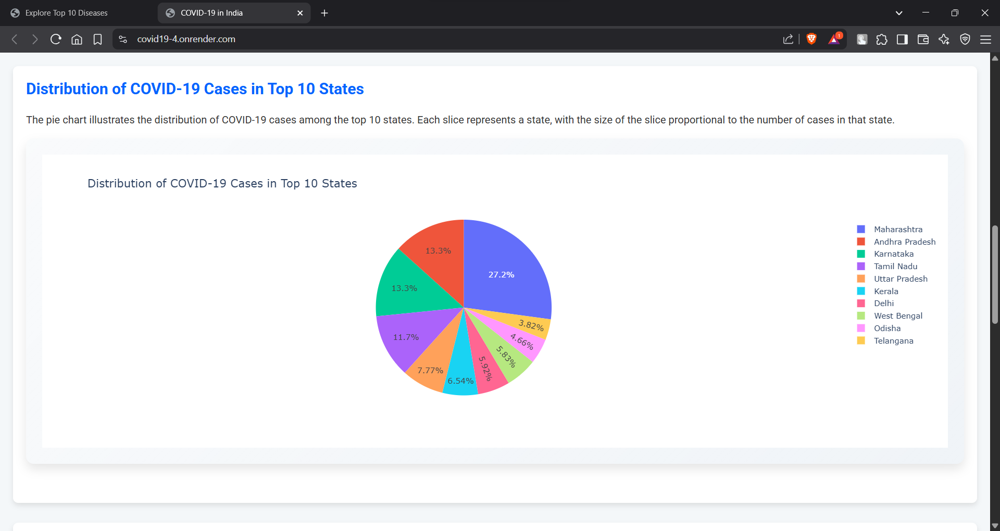 Explore Top 10 Diseases
COVID-19 in India
covid19-4.onrender.com
1
Distribution of COVID-19 Cases in Top 10 States
The pie chart illustrates the distribution of COVID-19 cases among the top 10 states. Each slice represents a state, with the size of the slice proportional to the number of cases in that state.
Distribution of COVID-19 Cases in Top 10 States
13.3%
27.2%
13.3%
11.7%
7.77%
6.54%
5.92%
5.83%
4.66%
3.82%
Maharashtra
Andhra Pradesh
Karnataka
Tamil Nadu
Uttar Pradesh
Kerala
Delhi
West Bengal
Odisha
Telangana